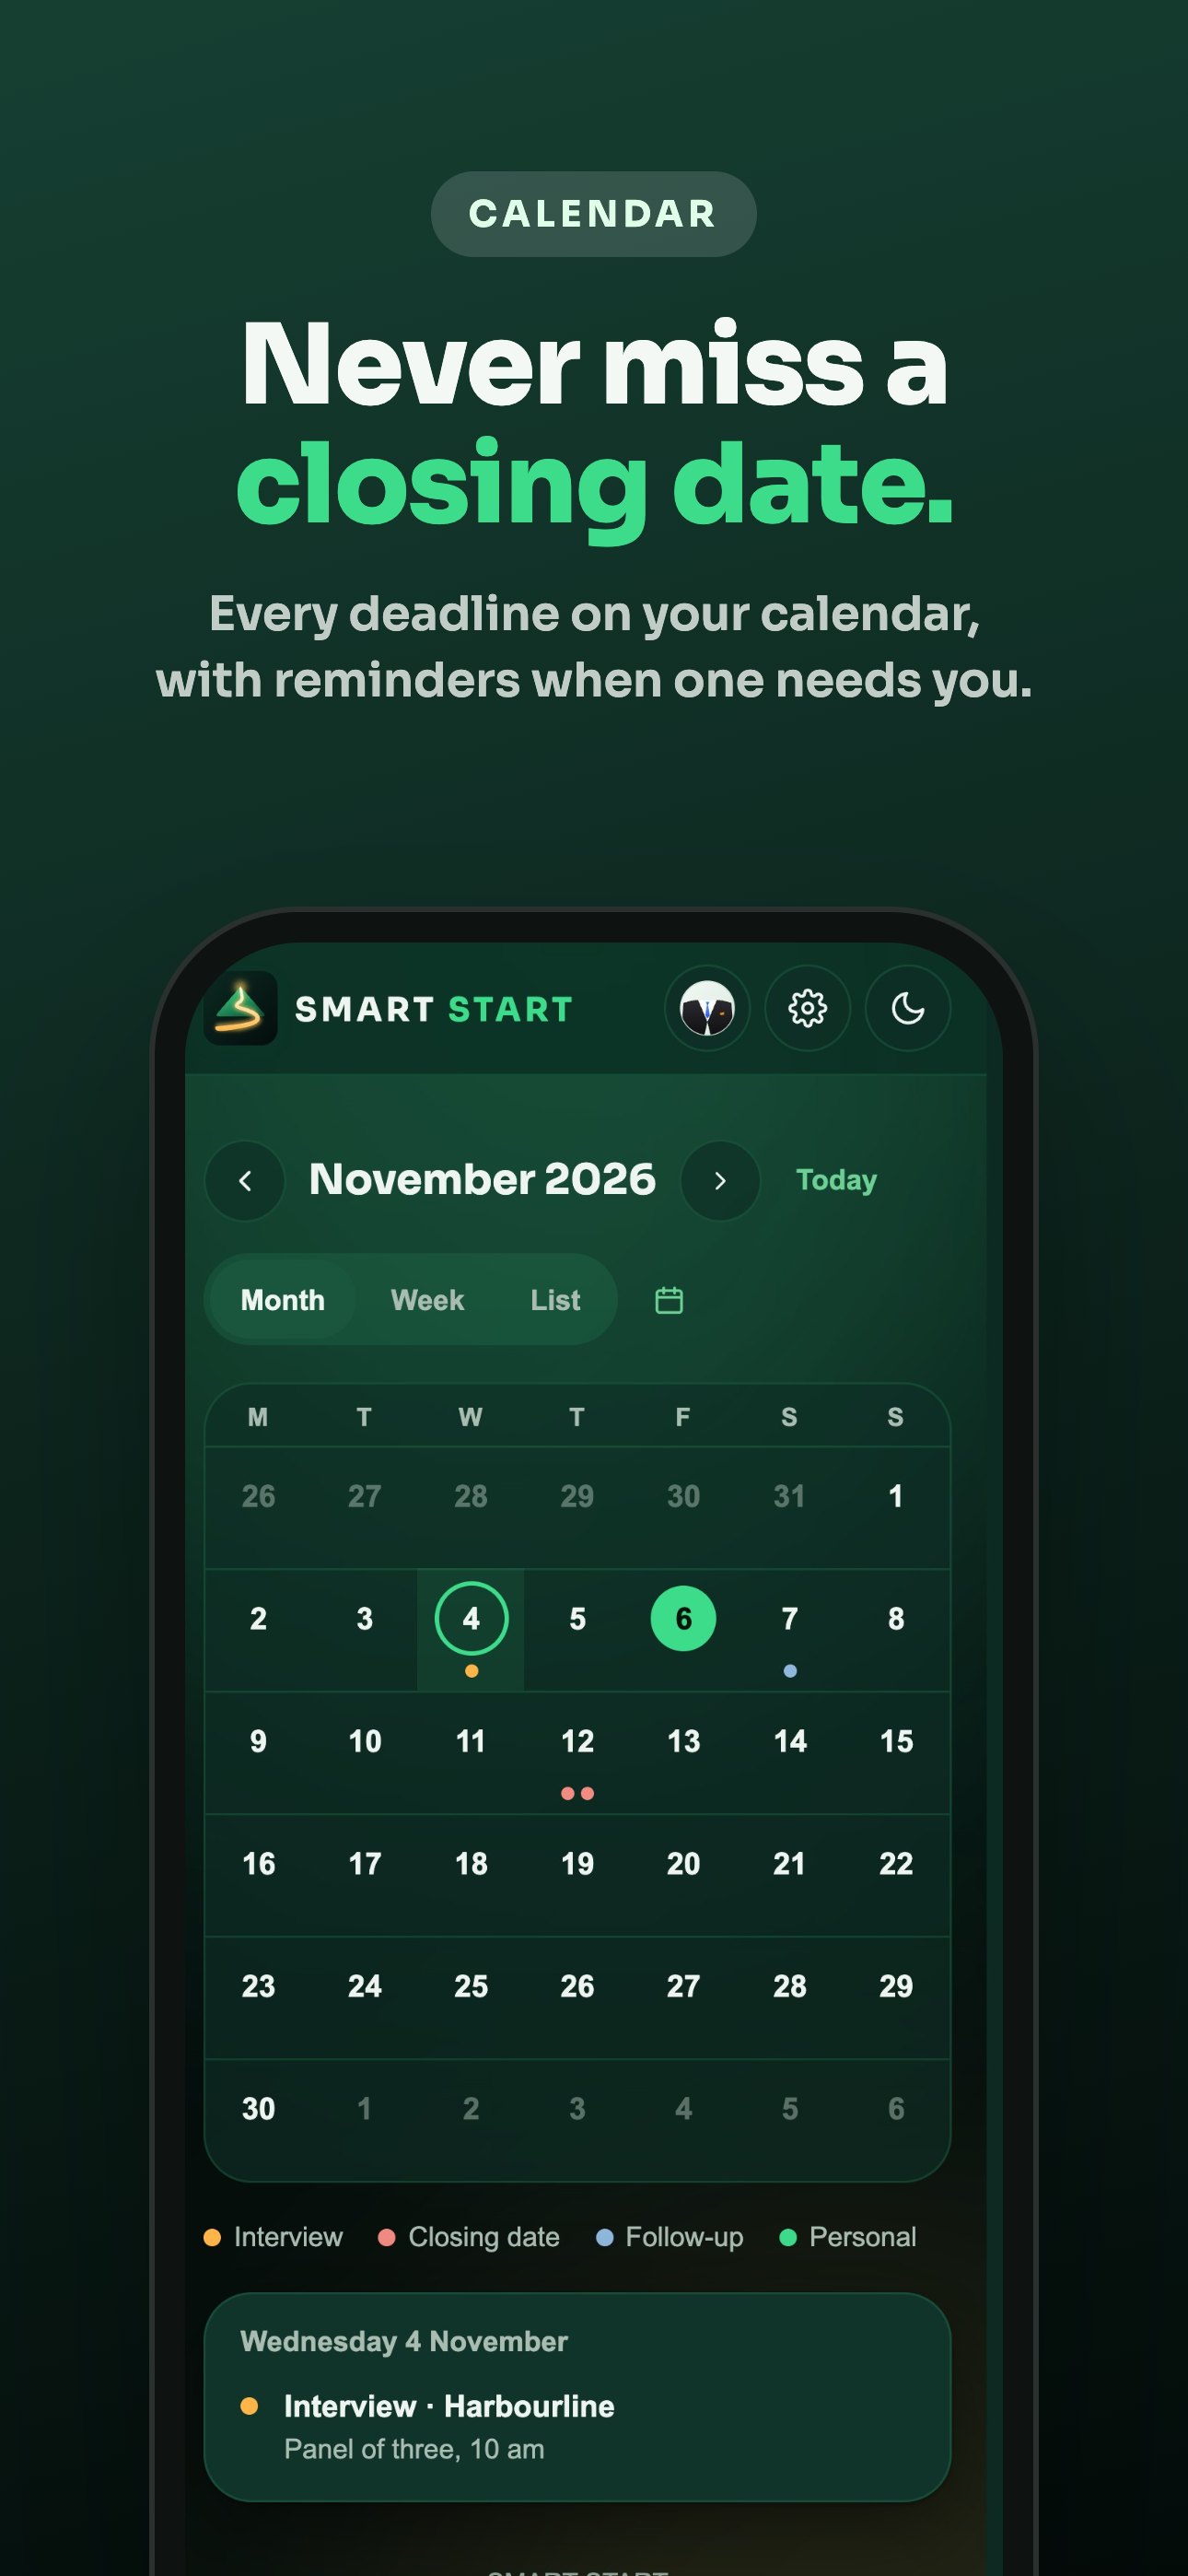 CALENDAR
Never miss a
closing date.
Every deadline on your calendar,
with reminders when one needs you.
SMART START
November 2026
Today
Month Week List
M T W T F S S
26 27 28 29 30 31 1
2 3 4 5 6 7 8
9 10 11 12 13 14 15
16 17 18 19 20 21 22
23 24 25 26 27 28 29
30 1 2 3 4 5 6
Interview Closing date Follow-up Personal
Wednesday 4 November
Interview · Harbourline
Panel of three, 10 am
SMART START